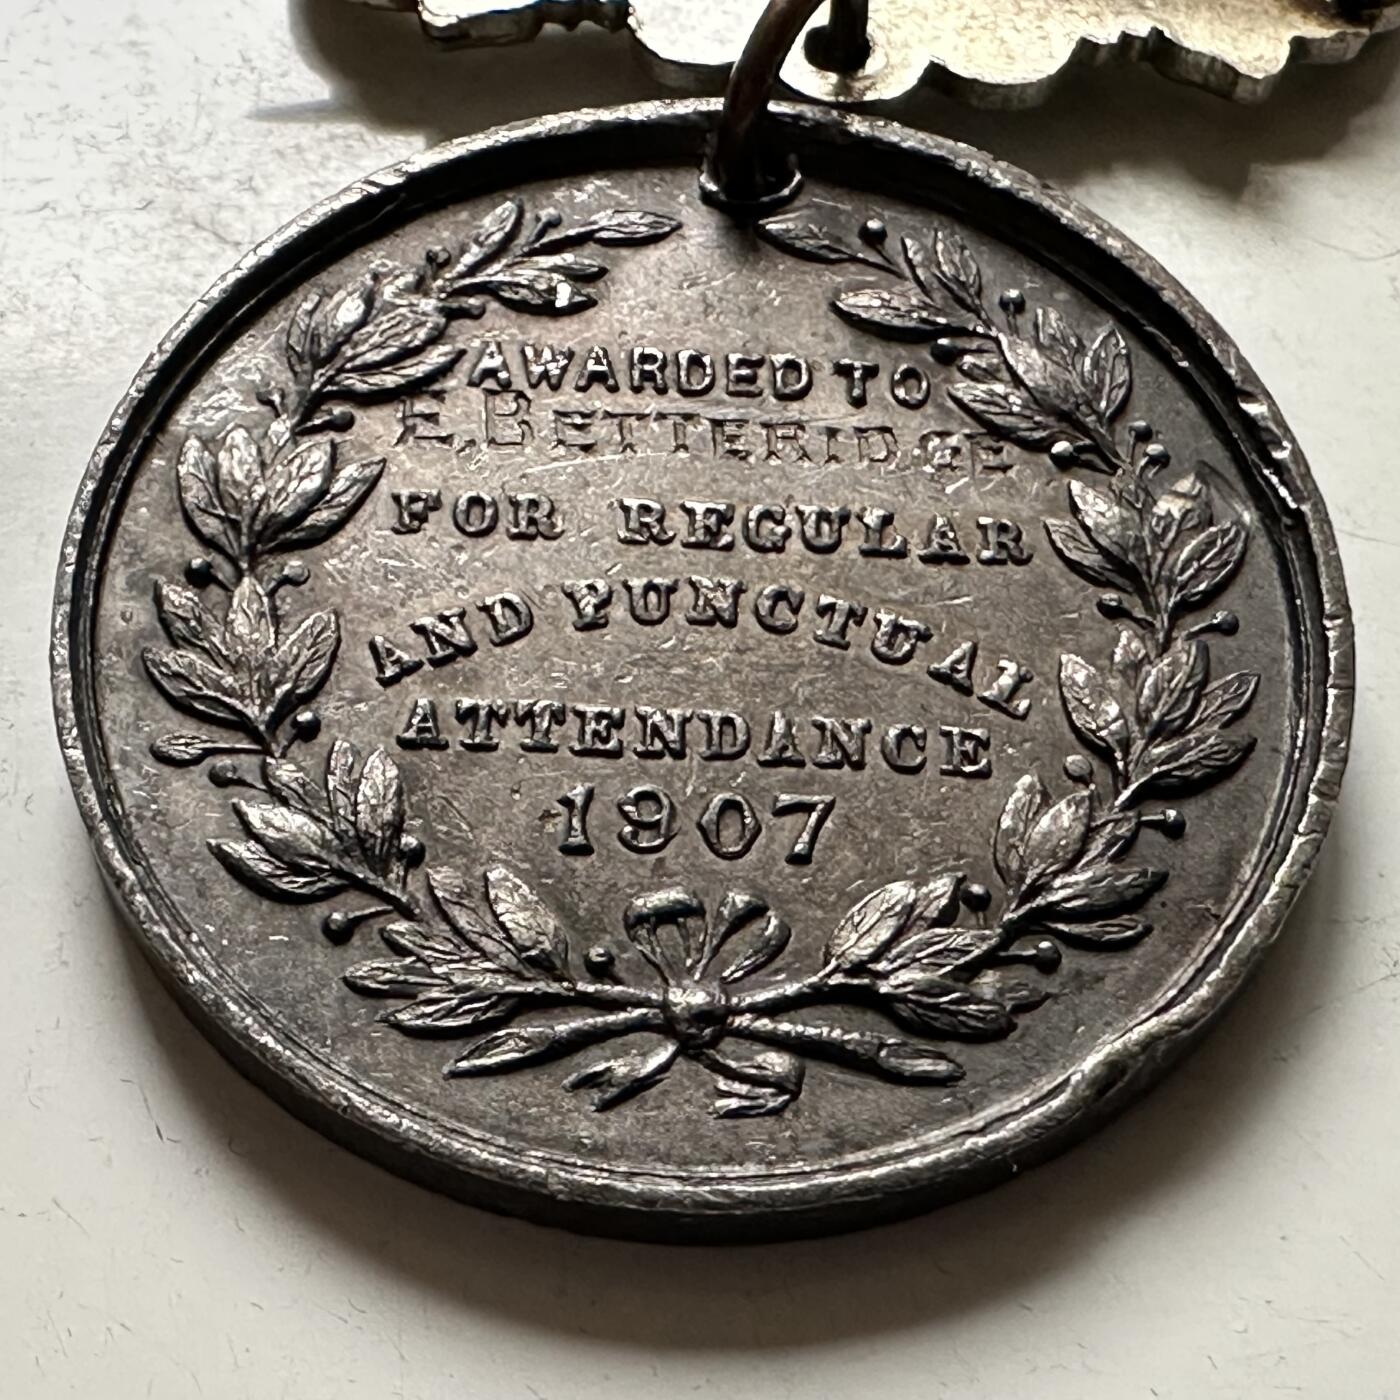 AWARDED TO
E. BETTERIDGE
FOR REGULAR
AND PUNCTUAL
ATTENDANCE
1907